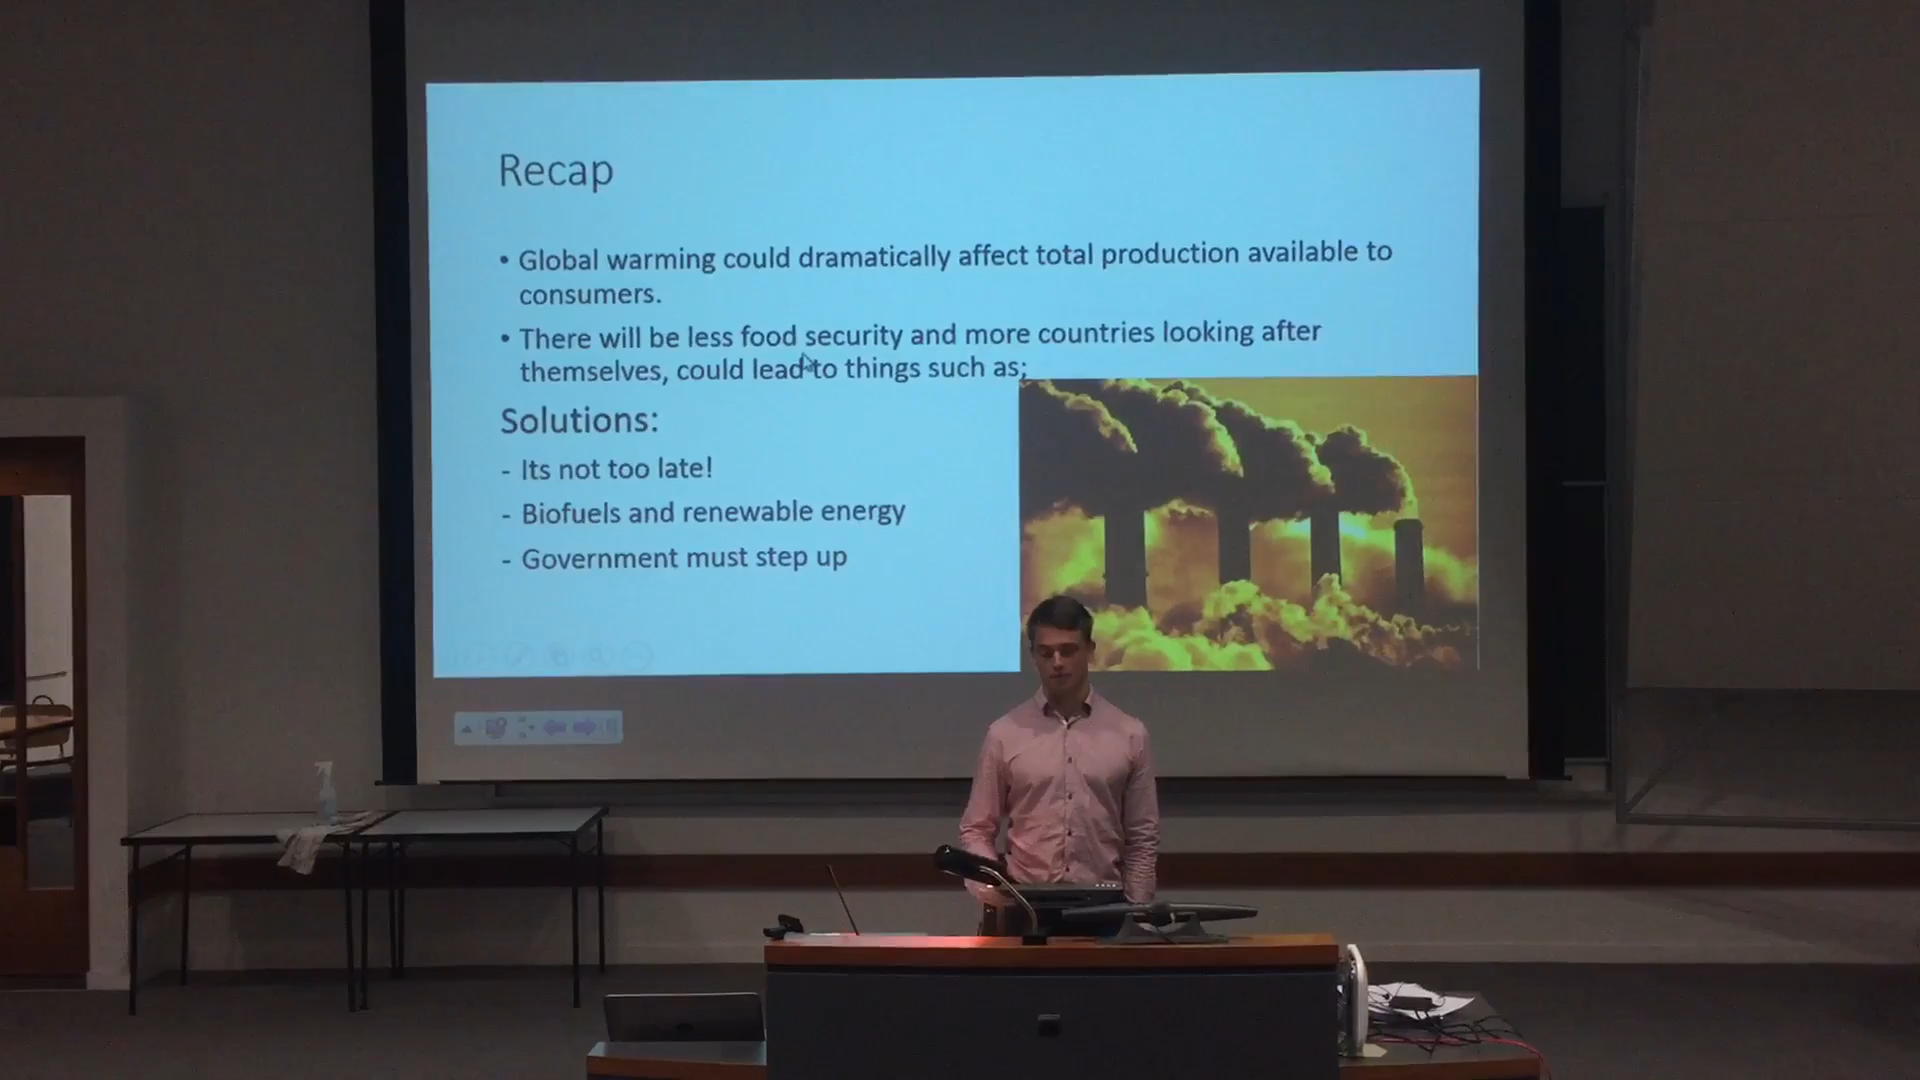 Recap
• Global warming could dramatically affect total production available to
consumers.
• There will be less food security and more countries looking after
themselves, could lead to things such as;
Solutions:
- Its not too late!
- Biofuels and renewable energy
- Government must step up